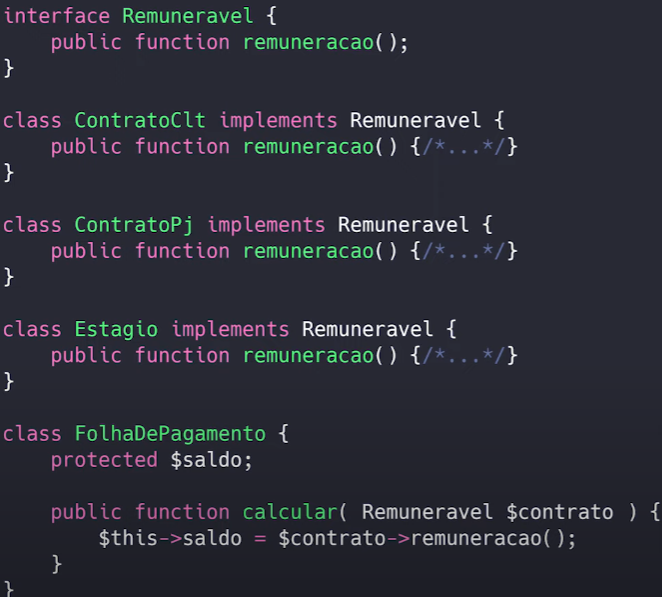 interface Remuneravel {
    public function remuneracao();
}

class ContratoClt implements Remuneravel {
    public function remuneracao() {/*...*/}
}

class ContratoPj implements Remuneravel {
    public function remuneracao() {/*...*/}
}

class Estagio implements Remuneravel {
    public function remuneracao() {/*...*/}
}

class FolhaDePagamento {
    protected $saldo;

    public function calcular( Remuneravel $contrato ) {
        $this->saldo = $contrato->remuneracao();
    }
}